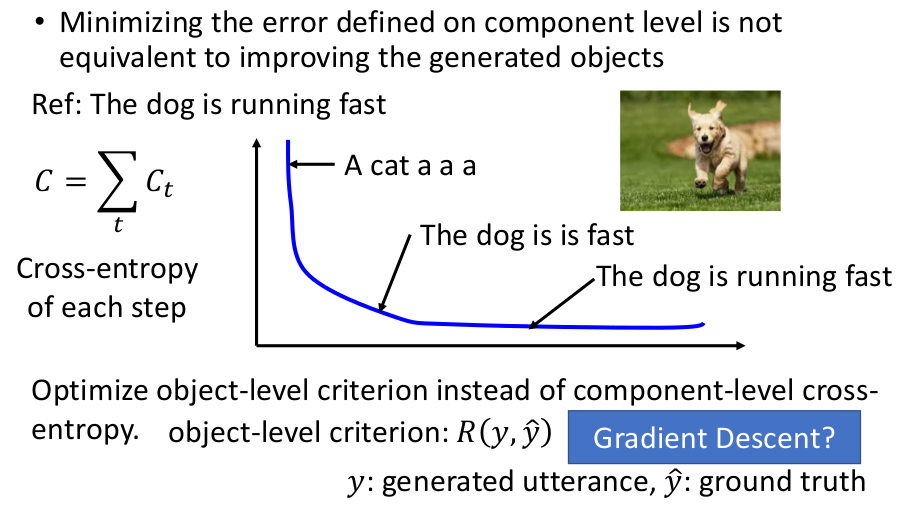 • Minimizing the error defined on component level is not
equivalent to improving the generated objects
Ref: The dog is running fast
C = ∑_t C_t
Cross-entropy
of each step
A cat a a a
The dog is is fast
The dog is running fast
Optimize object-level criterion instead of component-level cross-
entropy. object-level criterion: R(y, ŷ)
Gradient Descent?
y: generated utterance, ŷ: ground truth